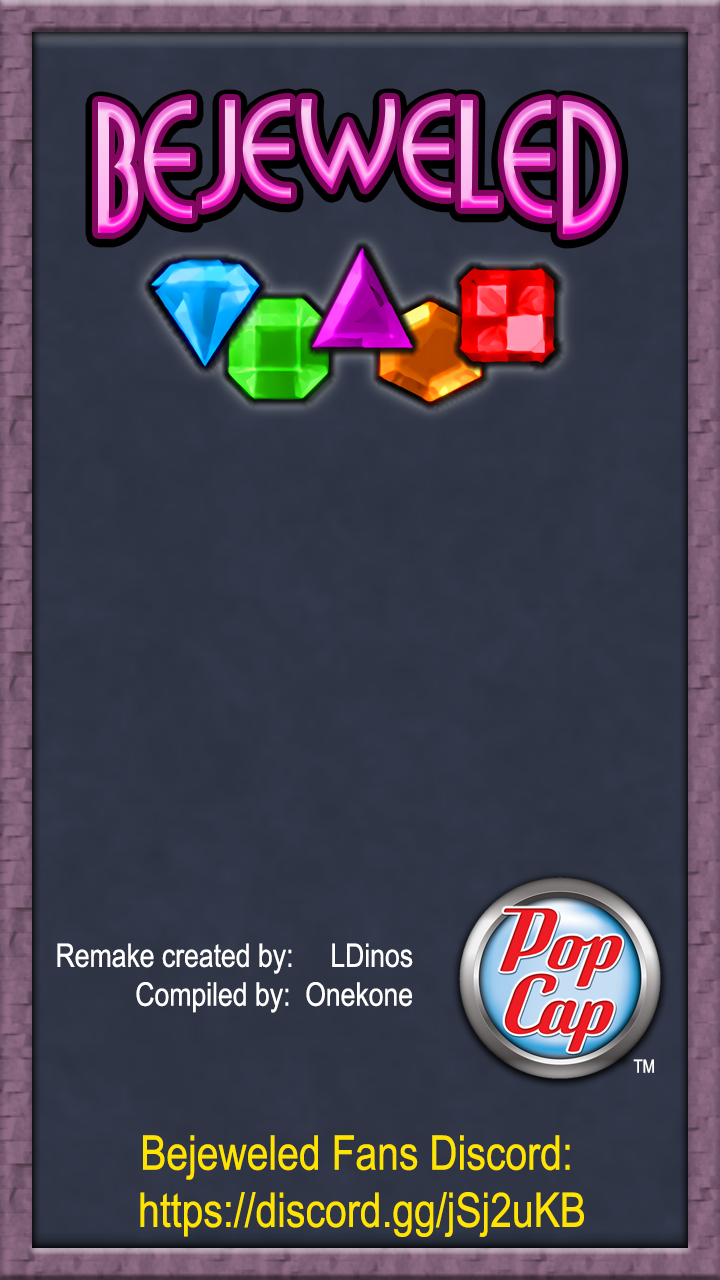 BEJEWELED
Remake created by: LDinos
Compiled by: Onekone
Pop
Cap
TM
Bejeweled Fans Discord:
https://discord.gg/jSj2uKB